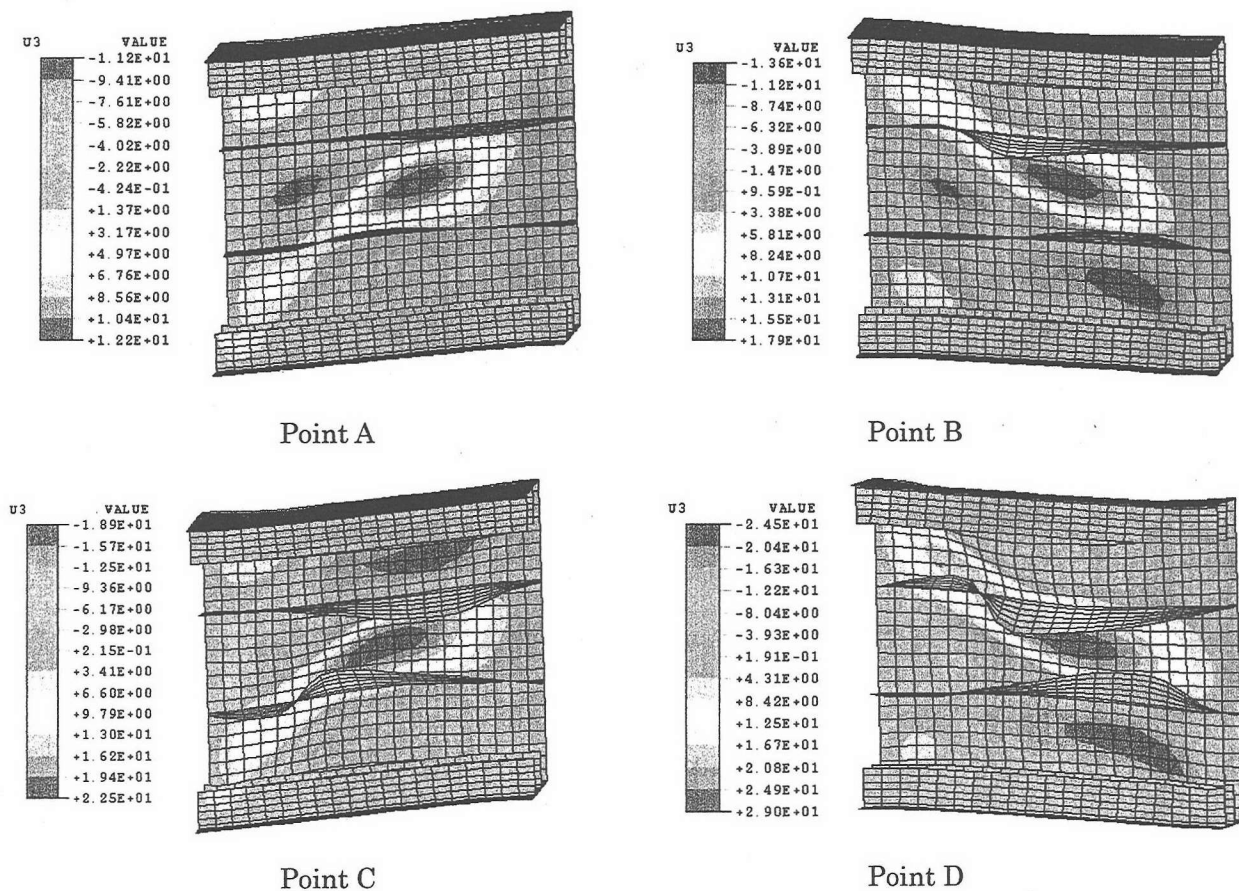 U3 VALUE
-1.12E+01
-9.41E+00
-7.61E+00
-5.82E+00
-4.02E+00
-2.22E+00
-4.24E-01
+1.37E+00
+3.17E+00
+4.97E+00
+6.76E+00
+8.56E+00
+1.04E+01
+1.22E+01
Point A
U3 VALUE
-1.36E+01
-1.12E+01
-8.74E+00
-6.32E+00
-3.89E+00
-1.47E+00
+9.59E-01
+3.38E+00
+5.81E+00
+8.24E+00
+1.07E+01
+1.31E+01
+1.55E+01
+1.79E+01
Point B
U3 VALUE
-1.89E+01
-1.57E+01
-1.25E+01
-9.36E+00
-6.17E+00
-2.98E+00
+2.15E-01
+3.41E+00
+6.60E+00
+9.79E+00
+1.30E+01
+1.62E+01
+1.94E+01
+2.25E+01
Point C
U3 VALUE
-2.45E+01
-2.04E+01
-1.63E+01
-1.22E+01
-8.04E+00
-3.93E+00
+1.91E-01
+4.31E+00
+8.42E+00
+1.25E+01
+1.67E+01
+2.08E+01
+2.49E+01
+2.90E+01
Point D